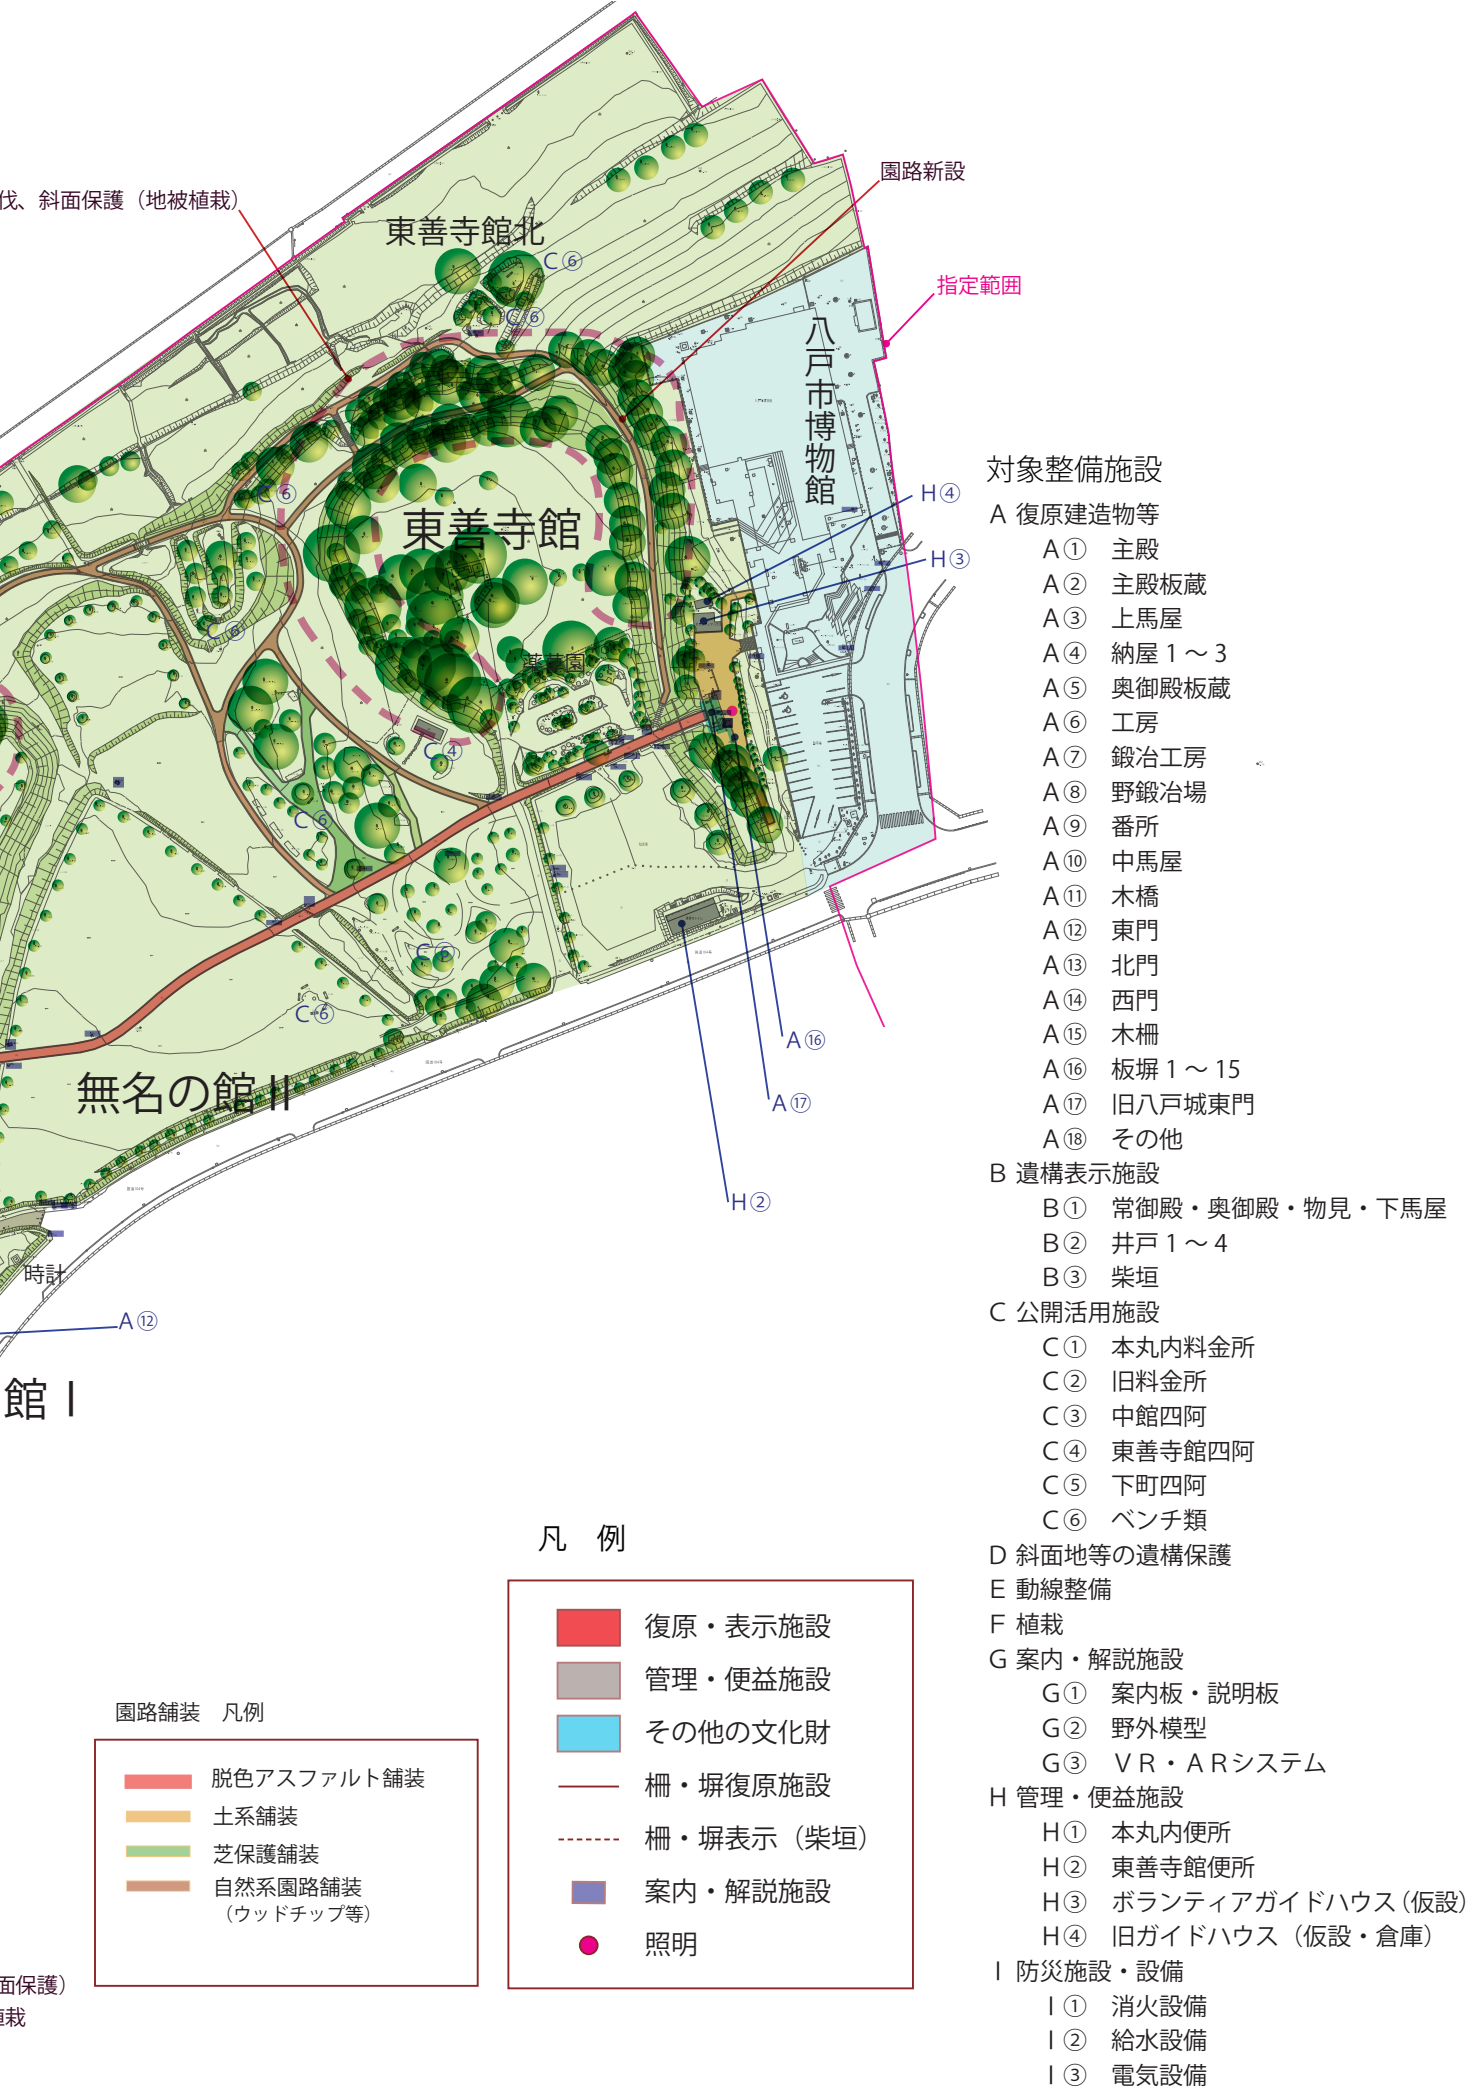 伐、斜面保護（地被植栽）
東善寺館北
C⑥
C⑥
園路新設
指定範囲
八戸市博物館
C⑥
東善寺館
H④
H③
C⑥
薬草園
C④
C⑥
C⑥
C⑥
A⑯
A⑰
H②
無名の館Ⅱ
時計
A⑫
館Ⅰ
対象整備施設
A 復原建造物等
A① 主殿
A② 主殿板蔵
A③ 上馬屋
A④ 納屋1～3
A⑤ 奥御殿板蔵
A⑥ 工房
A⑦ 鍛冶工房
A⑧ 野鍛冶場
A⑨ 番所
A⑩ 中馬屋
A⑪ 木橋
A⑫ 東門
A⑬ 北門
A⑭ 西門
A⑮ 木柵
A⑯ 板塀1～15
A⑰ 旧八戸城東門
A⑱ その他
B 遺構表示施設
B① 常御殿・奥御殿・物見・下馬屋
B② 井戸1～4
B③ 柴垣
C 公開活用施設
C① 本丸内料金所
C② 旧料金所
C③ 中館四阿
C④ 東善寺館四阿
C⑤ 下町四阿
C⑥ ベンチ類
D 斜面地等の遺構保護
E 動線整備
F 植栽
G 案内・解説施設
G① 案内板・説明板
G② 野外模型
G③ ＶＲ・ＡＲシステム
H 管理・便益施設
H① 本丸内便所
H② 東善寺館便所
H③ ボランティアガイドハウス（仮設）
H④ 旧ガイドハウス（仮設・倉庫）
I 防災施設・設備
I① 消火設備
I② 給水設備
I③ 電気設備
凡 例
復原・表示施設
管理・便益施設
その他の文化財
柵・塀復原施設
柵・塀表示（柴垣）
案内・解説施設
照明
園路舗装 凡例
脱色アスファルト舗装
土系舗装
芝保護舗装
自然系園路舗装
（ウッドチップ等）
面保護）
植栽